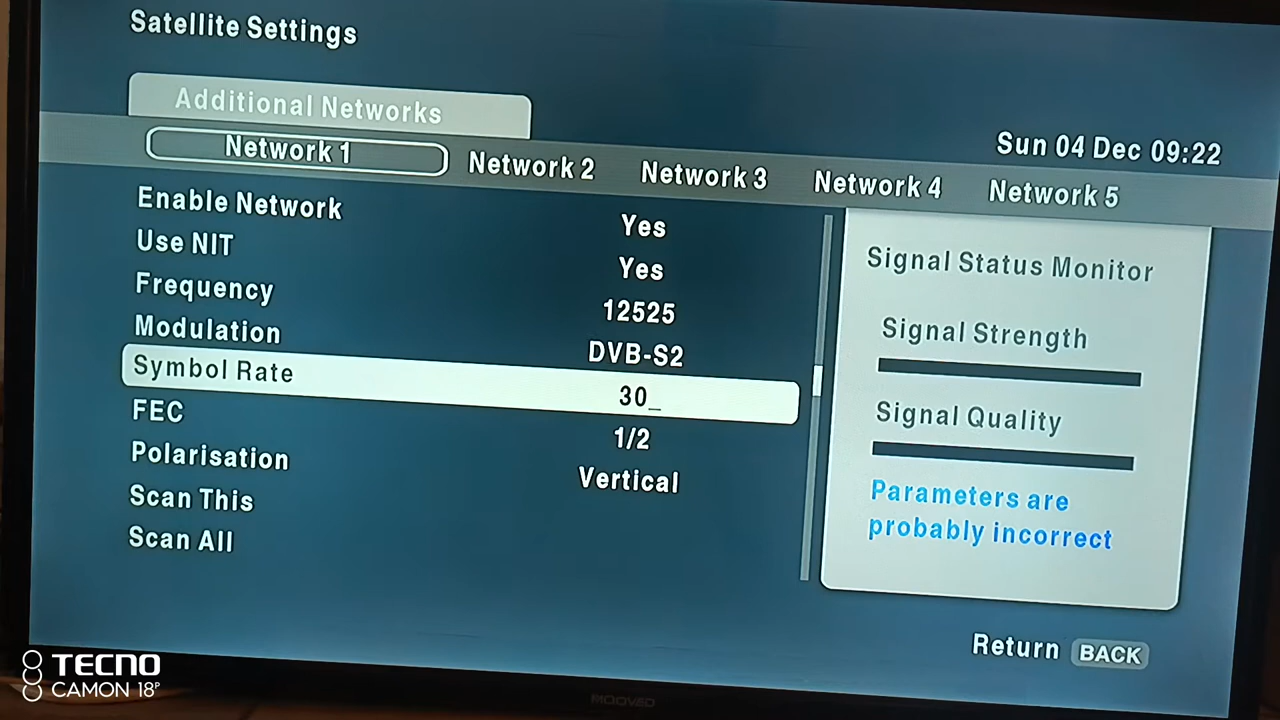 Satellite Settings
Additional Networks
Sun 04 Dec 09:22
Network 1 Network 2 Network 3 Network 4 Network 5
Enable Network Yes
Use NIT Yes
Frequency 12525
Modulation DVB-S2
Symbol Rate 30_
FEC 1/2
Polarisation Vertical
Scan This
Scan All
Signal Status Monitor
Signal Strength
Signal Quality
Parameters are
probably incorrect
Return BACK
TECNO
CAMON 18P